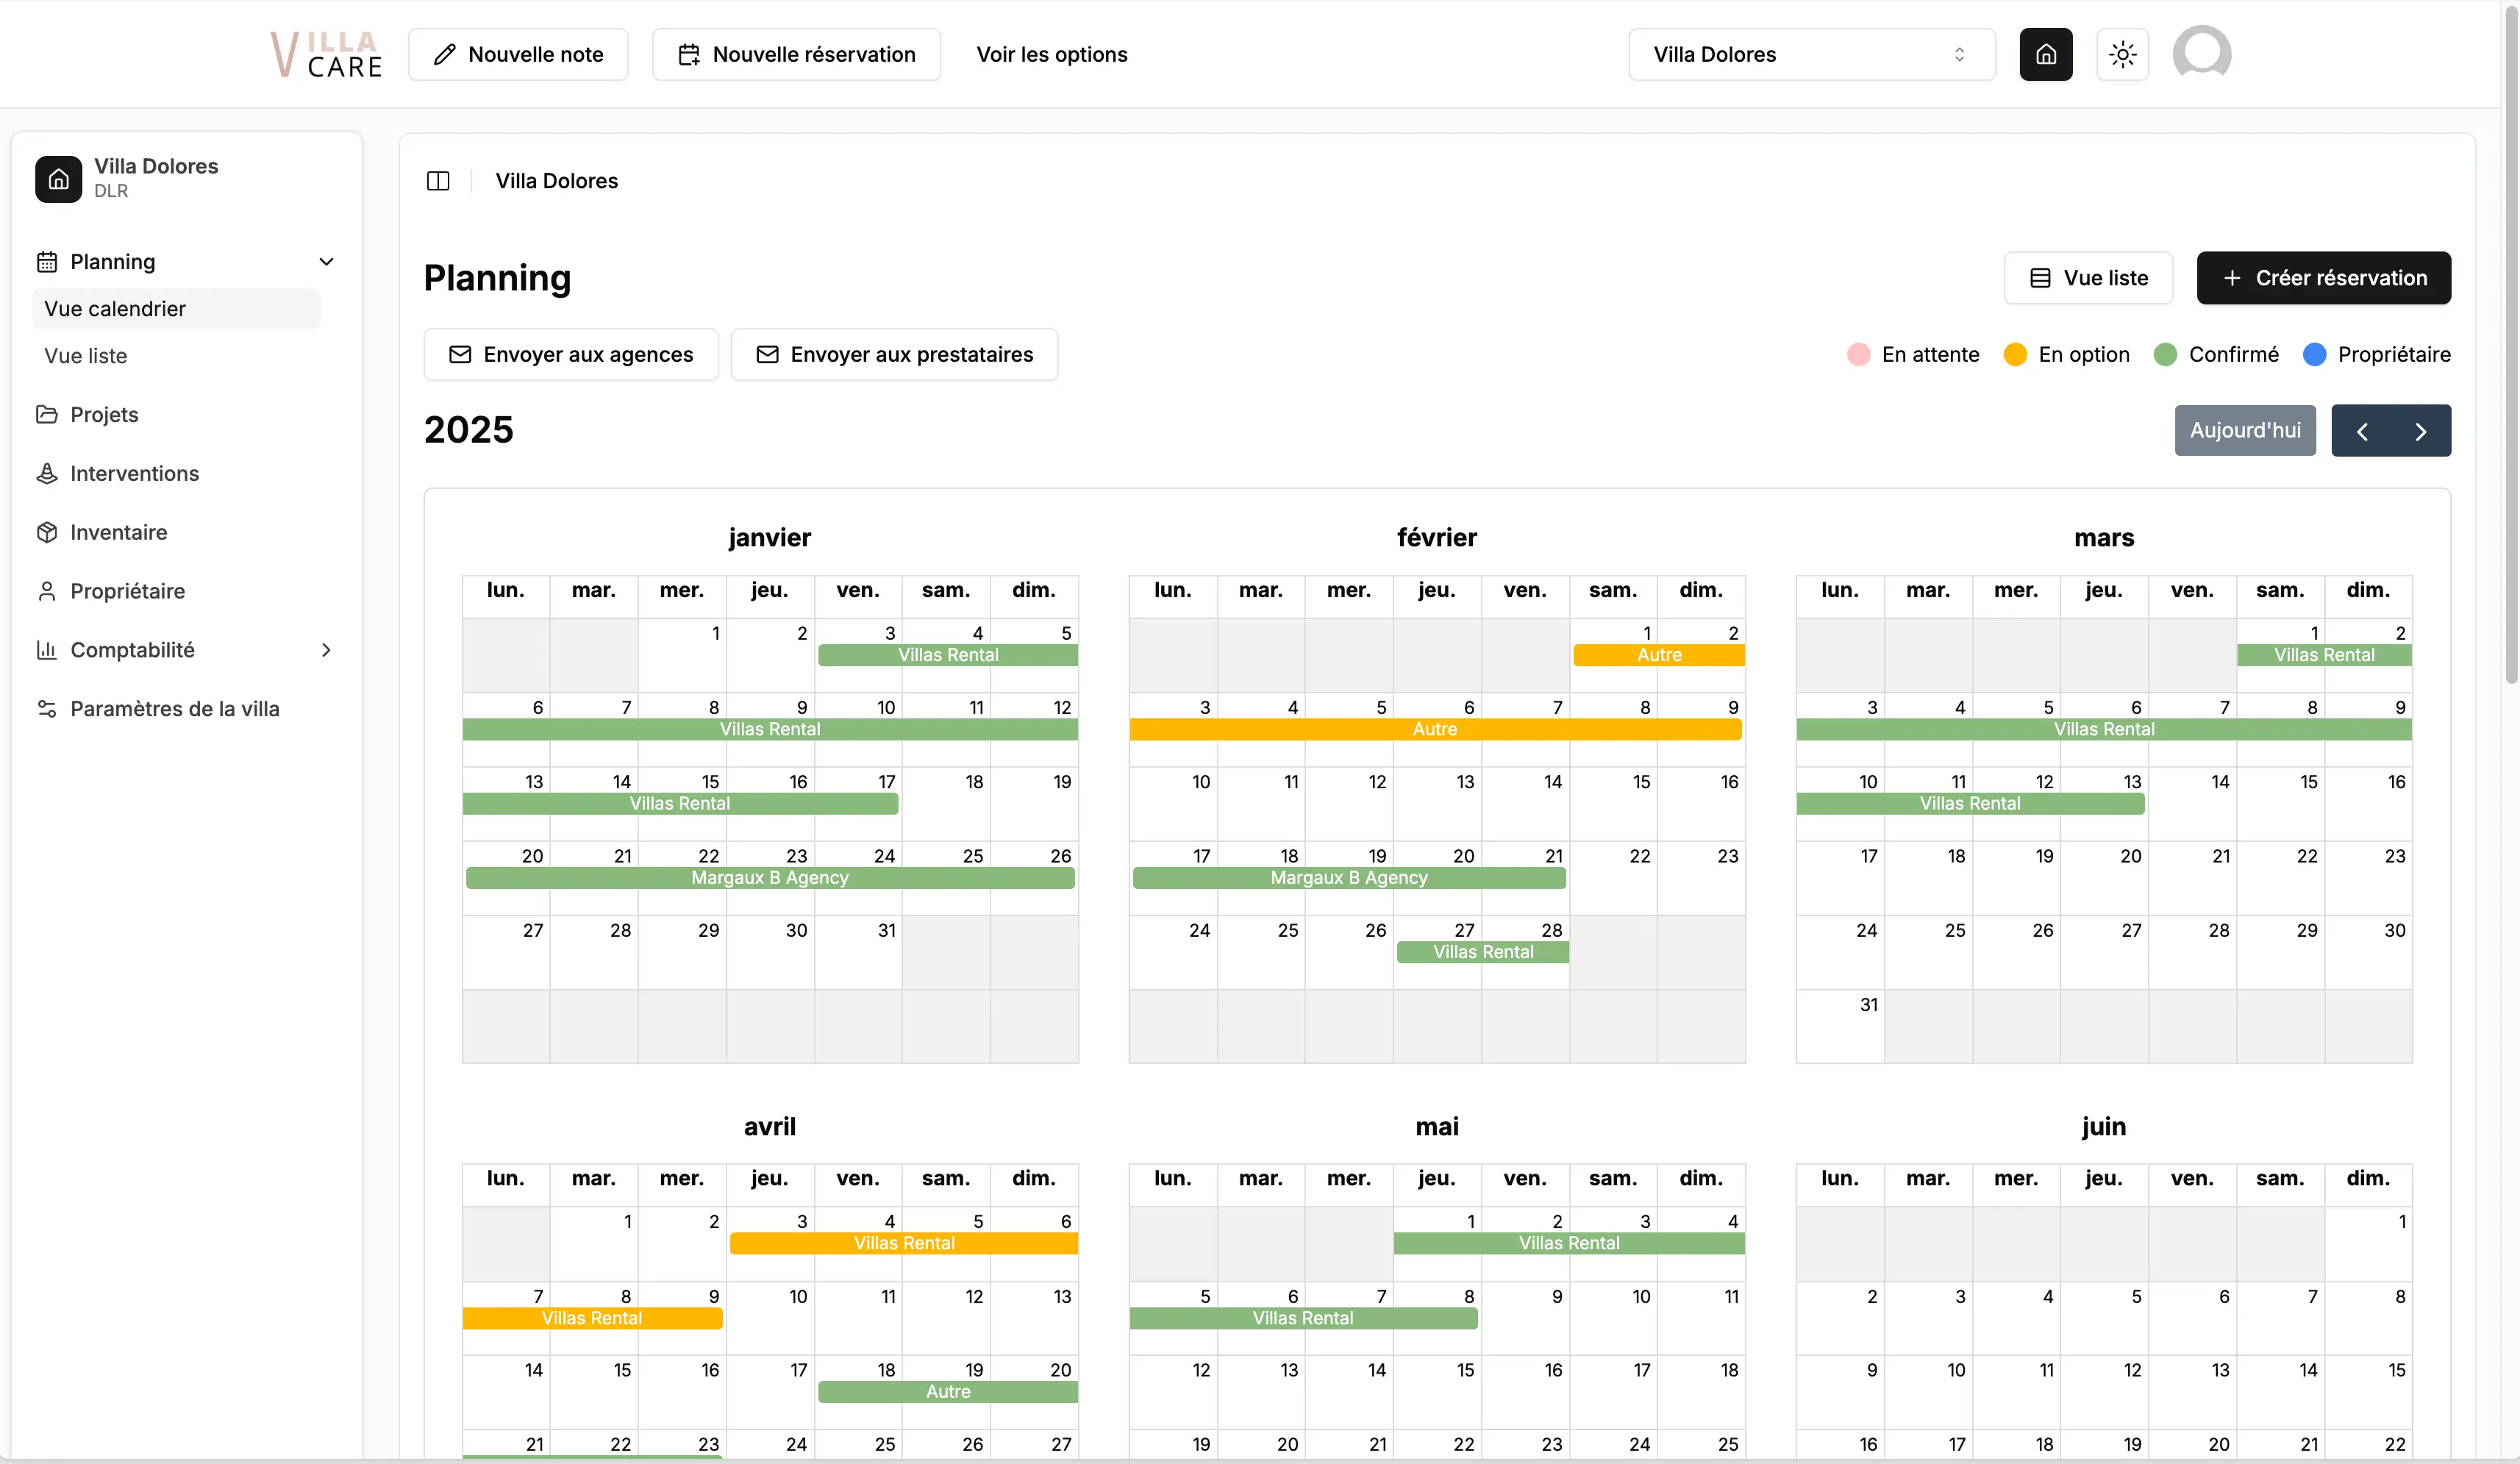 VILLA CARE
Nouvelle note
Nouvelle réservation
Voir les options
Villa Dolores
Villa Dolores
DLR
Planning
Vue calendrier
Vue liste
Projets
Interventions
Inventaire
Propriétaire
Comptabilité
Paramètres de la villa
Villa Dolores
Planning
Vue liste
Créer réservation
Envoyer aux agences
Envoyer aux prestataires
En attente
En option
Confirmé
Propriétaire
2025
Aujourd'hui
janvier
lun. mar. mer. jeu. ven. sam. dim.
1 2 3 4 5
Villas Rental
6 7 8 9 10 11 12
Villas Rental
13 14 15 16 17 18 19
Villas Rental
20 21 22 23 24 25 26
Margaux B Agency
27 28 29 30 31
février
lun. mar. mer. jeu. ven. sam. dim.
1 2
Autre
3 4 5 6 7 8 9
Autre
10 11 12 13 14 15 16
17 18 19 20 21 22 23
Margaux B Agency
24 25 26 27 28
Villas Rental
mars
lun. mar. mer. jeu. ven. sam. dim.
1 2
Villas Rental
3 4 5 6 7 8 9
Villas Rental
10 11 12 13 14 15 16
Villas Rental
17 18 19 20 21 22 23
24 25 26 27 28 29 30
31
avril
lun. mar. mer. jeu. ven. sam. dim.
1 2 3 4 5 6
Villas Rental
7 8 9 10 11 12 13
Villas Rental
14 15 16 17 18 19 20
Autre
21 22 23 24 25 26 27
mai
lun. mar. mer. jeu. ven. sam. dim.
1 2 3 4
Villas Rental
5 6 7 8 9 10 11
Villas Rental
12 13 14 15 16 17 18
19 20 21 22 23 24 25
juin
lun. mar. mer. jeu. ven. sam. dim.
1
2 3 4 5 6 7 8
9 10 11 12 13 14 15
16 17 18 19 20 21 22